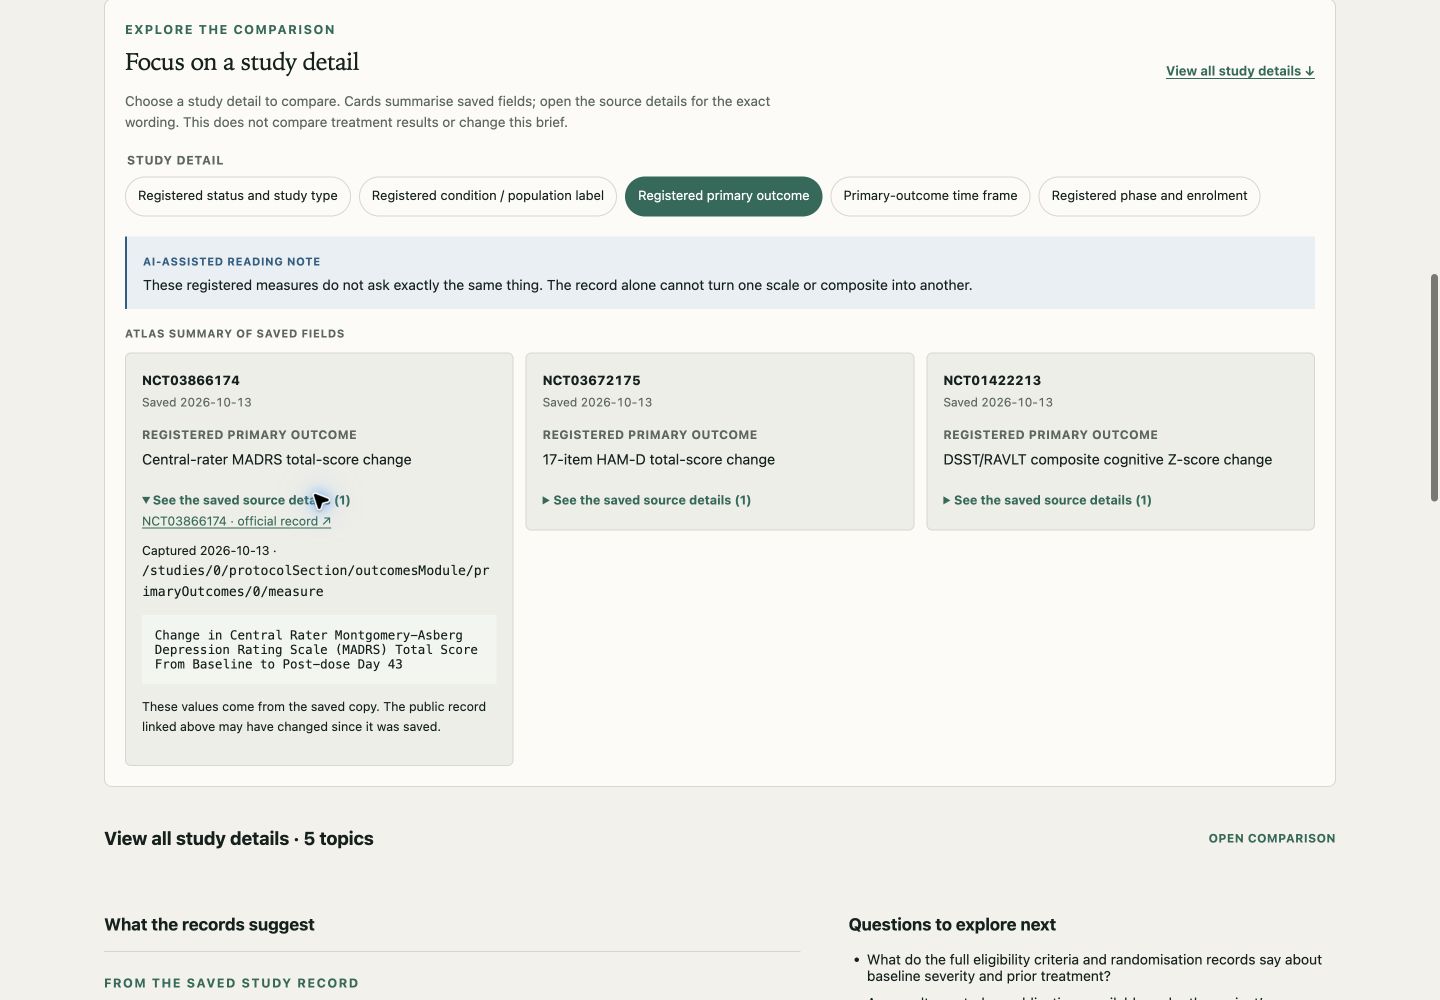 EXPLORE THE COMPARISON
Focus on a study detail
View all study details ↓
Choose a study detail to compare. Cards summarise saved fields; open the source details for the exact
wording. This does not compare treatment results or change this brief.
STUDY DETAIL
Registered status and study type
Registered condition / population label
Registered primary outcome
Primary-outcome time frame
Registered phase and enrolment
AI-ASSISTED READING NOTE
These registered measures do not ask exactly the same thing. The record alone cannot turn one scale or composite into another.
ATLAS SUMMARY OF SAVED FIELDS
NCT03866174
Saved 2026-10-13
REGISTERED PRIMARY OUTCOME
Central-rater MADRS total-score change
▼ See the saved source (1)
NCT03866174 · official record ↗
Captured 2026-10-13 ·
/studies/0/protocolSection/outcomesModule/pr
imaryOutcomes/0/measure
Change in Central Rater Montgomery–Asberg
Depression Rating Scale (MADRS) Total Score
From Baseline to Post–dose Day 43
These values come from the saved copy. The public record
linked above may have changed since it was saved.
NCT03672175
Saved 2026-10-13
REGISTERED PRIMARY OUTCOME
17-item HAM-D total-score change
▶ See the saved source details (1)
NCT01422213
Saved 2026-10-13
REGISTERED PRIMARY OUTCOME
DSST/RAVLT composite cognitive Z-score change
▶ See the saved source details (1)
View all study details · 5 topics
OPEN COMPARISON
What the records suggest
FROM THE SAVED STUDY RECORD
Questions to explore next
• What do the full eligibility criteria and randomisation records say about
baseline severity and prior treatment?